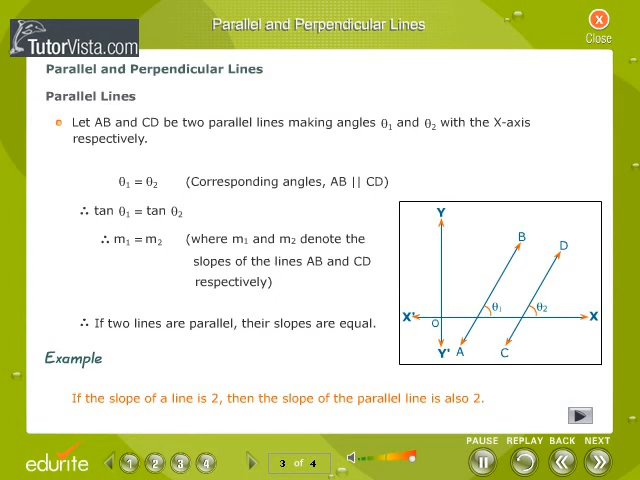 Parallel and Perpendicular Lines
x
Close
TutorVista.com
Parallel and Perpendicular Lines
Parallel Lines
Let AB and CD be two parallel lines making angles θ₁ and θ₂ with the X-axis
respectively.
θ₁ = θ₂ (Corresponding angles, AB || CD)
∴ tan θ₁ = tan θ₂
∴ m₁ = m₂ (where m₁ and m₂ denote the
slopes of the lines AB and CD
respectively)
∴ If two lines are parallel, their slopes are equal.
Y
B
D
θ₁
θ₂
X'
O
X
Y'
A
C
Example
If the slope of a line is 2, then the slope of the parallel line is also 2.
PAUSE REPLAY BACK NEXT
edurite
1 2 3 4
3 of 4